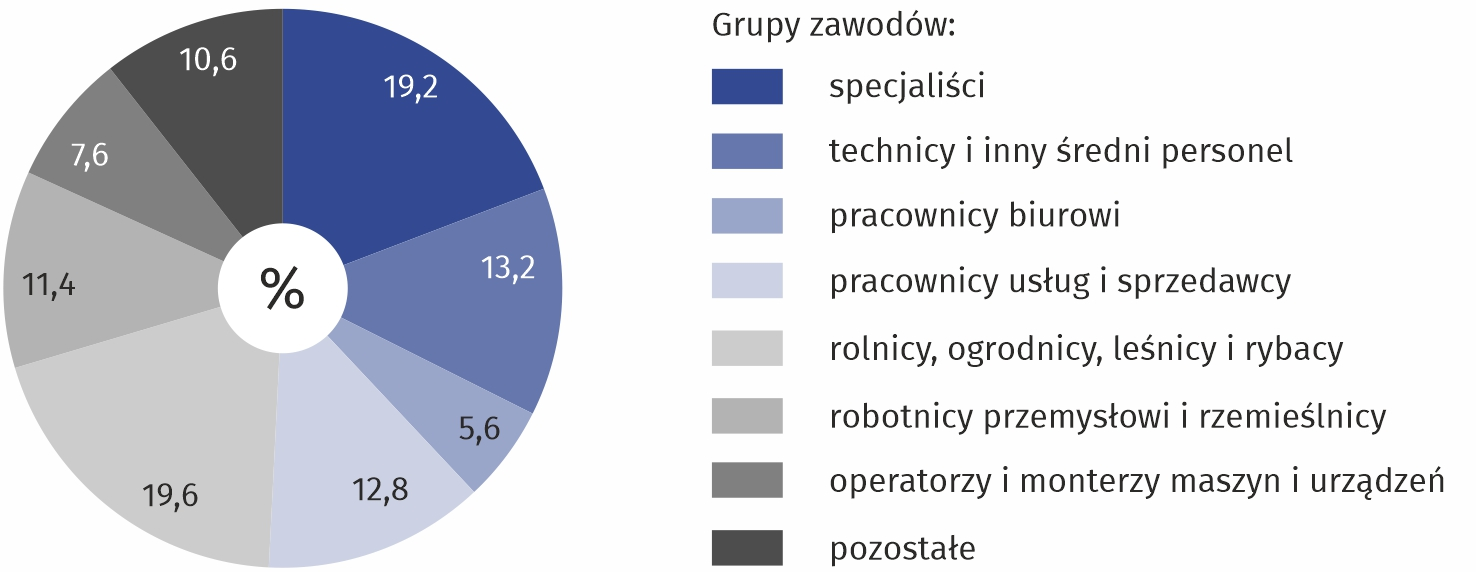 10,6
19,2
7,6
13,2
11,4
%
5,6
19,6
12,8
Grupy zawodów:
specjaliści
technicy i inny średni personel
pracownicy biurowi
pracownicy usług i sprzedawcy
rolnicy, ogrodnicy, leśnicy i rybacy
robotnicy przemysłowi i rzemieślnicy
operatorzy i monterzy maszyn i urządzeń
pozostałe